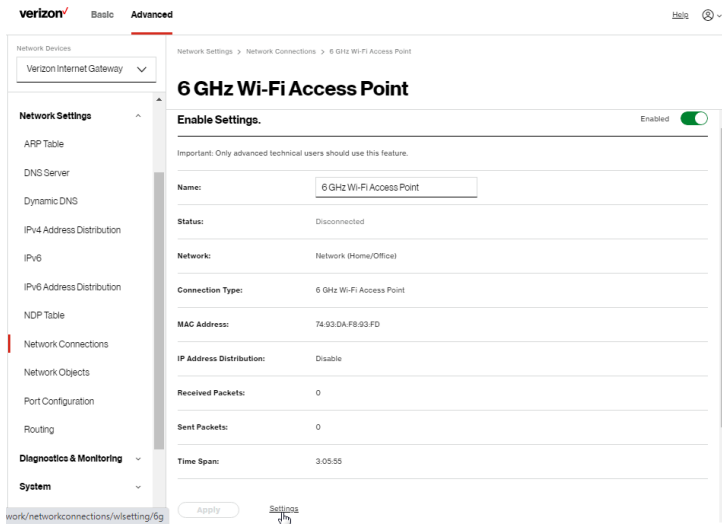 verizon Basic Advanced Help
Network Devices
Verizon Internet Gateway
Network Settings
ARP Table
DNS Server
Dynamic DNS
IPv4 Address Distribution
IPv6
IPv6 Address Distribution
NDP Table
Network Connections
Network Objects
Port Configuration
Routing
Diagnostics & Monitoring
System
work/networkconnections/wlsetting/6g
Network Settings > Network Connections > 6 GHz Wi-Fi Access Point
6 GHz Wi-Fi Access Point
Enable Settings. Enabled
Important: Only advanced technical users should use this feature.
Name: 6 GHz Wi-Fi Access Point
Status: Disconnected
Network: Network (Home/Office)
Connection Type: 6 GHz Wi-Fi Access Point
MAC Address: 74:93:DA:F8:93:FD
IP Address Distribution: Disable
Received Packets: 0
Sent Packets: 0
Time Span: 3:05:55
Apply Settings